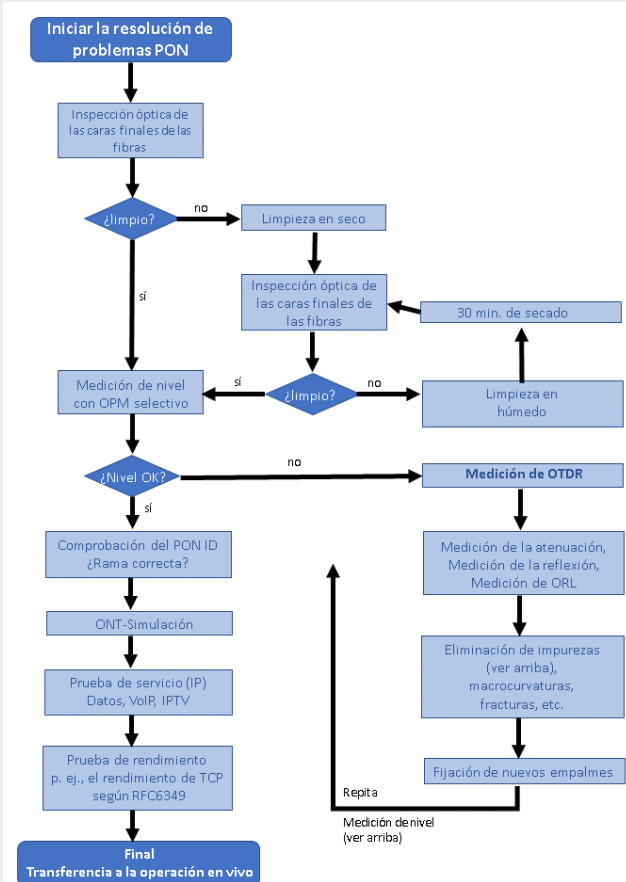 Iniciar la resolución de
problemas PON
Inspección óptica de
las caras finales de las
fibras
¿limpio?
no
Limpieza en seco
Inspección óptica de
las caras finales de
las fibras
30 min. de secado
sí
Medición de nivel
con OPM selectivo
sí
¿limpio?
no
Limpieza en
húmedo
¿Nivel OK?
no
Medición de OTDR
sí
Comprobación del PON ID
¿Rama correcta?
Medición de la atenuación,
Medición de la reflexión,
Medición de ORL
ONT-Simulación
Eliminación de impurezas
(ver arriba),
macrocurvaturas,
fracturas, etc.
Prueba de servicio (IP)
Datos, VoIP, IPTV
Prueba de rendimiento
p. ej., el rendimiento de TCP
según RFC6349
Fijación de nuevos empalmes
Repita
Medición de nivel
(ver arriba)
Final
Transferencia a la operación en vivo